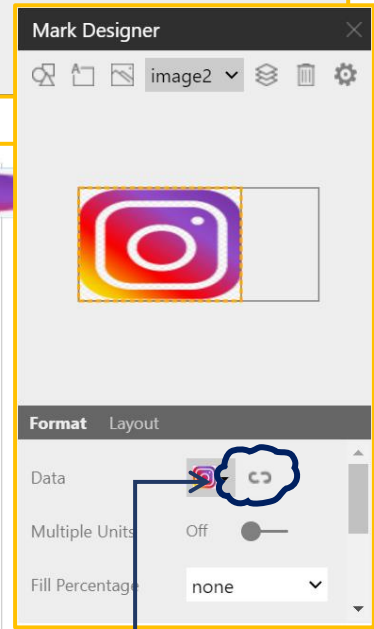 Mark Designer
image2
Format Layout
Data
Multiple Units Off
Fill Percentage none